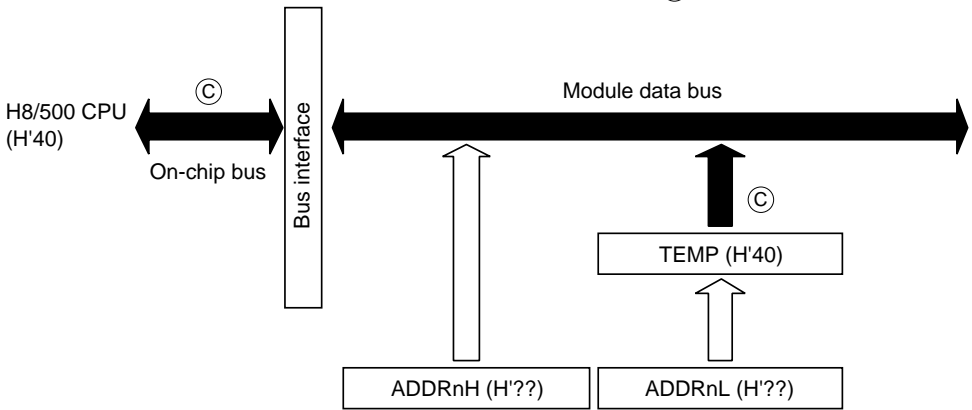 Module data bus
Ⓒ
H8/500 CPU
(H'40)
On-chip bus
Bus interface
Ⓒ
TEMP (H'40)
ADDRnH (H'??)
ADDRnL (H'??)